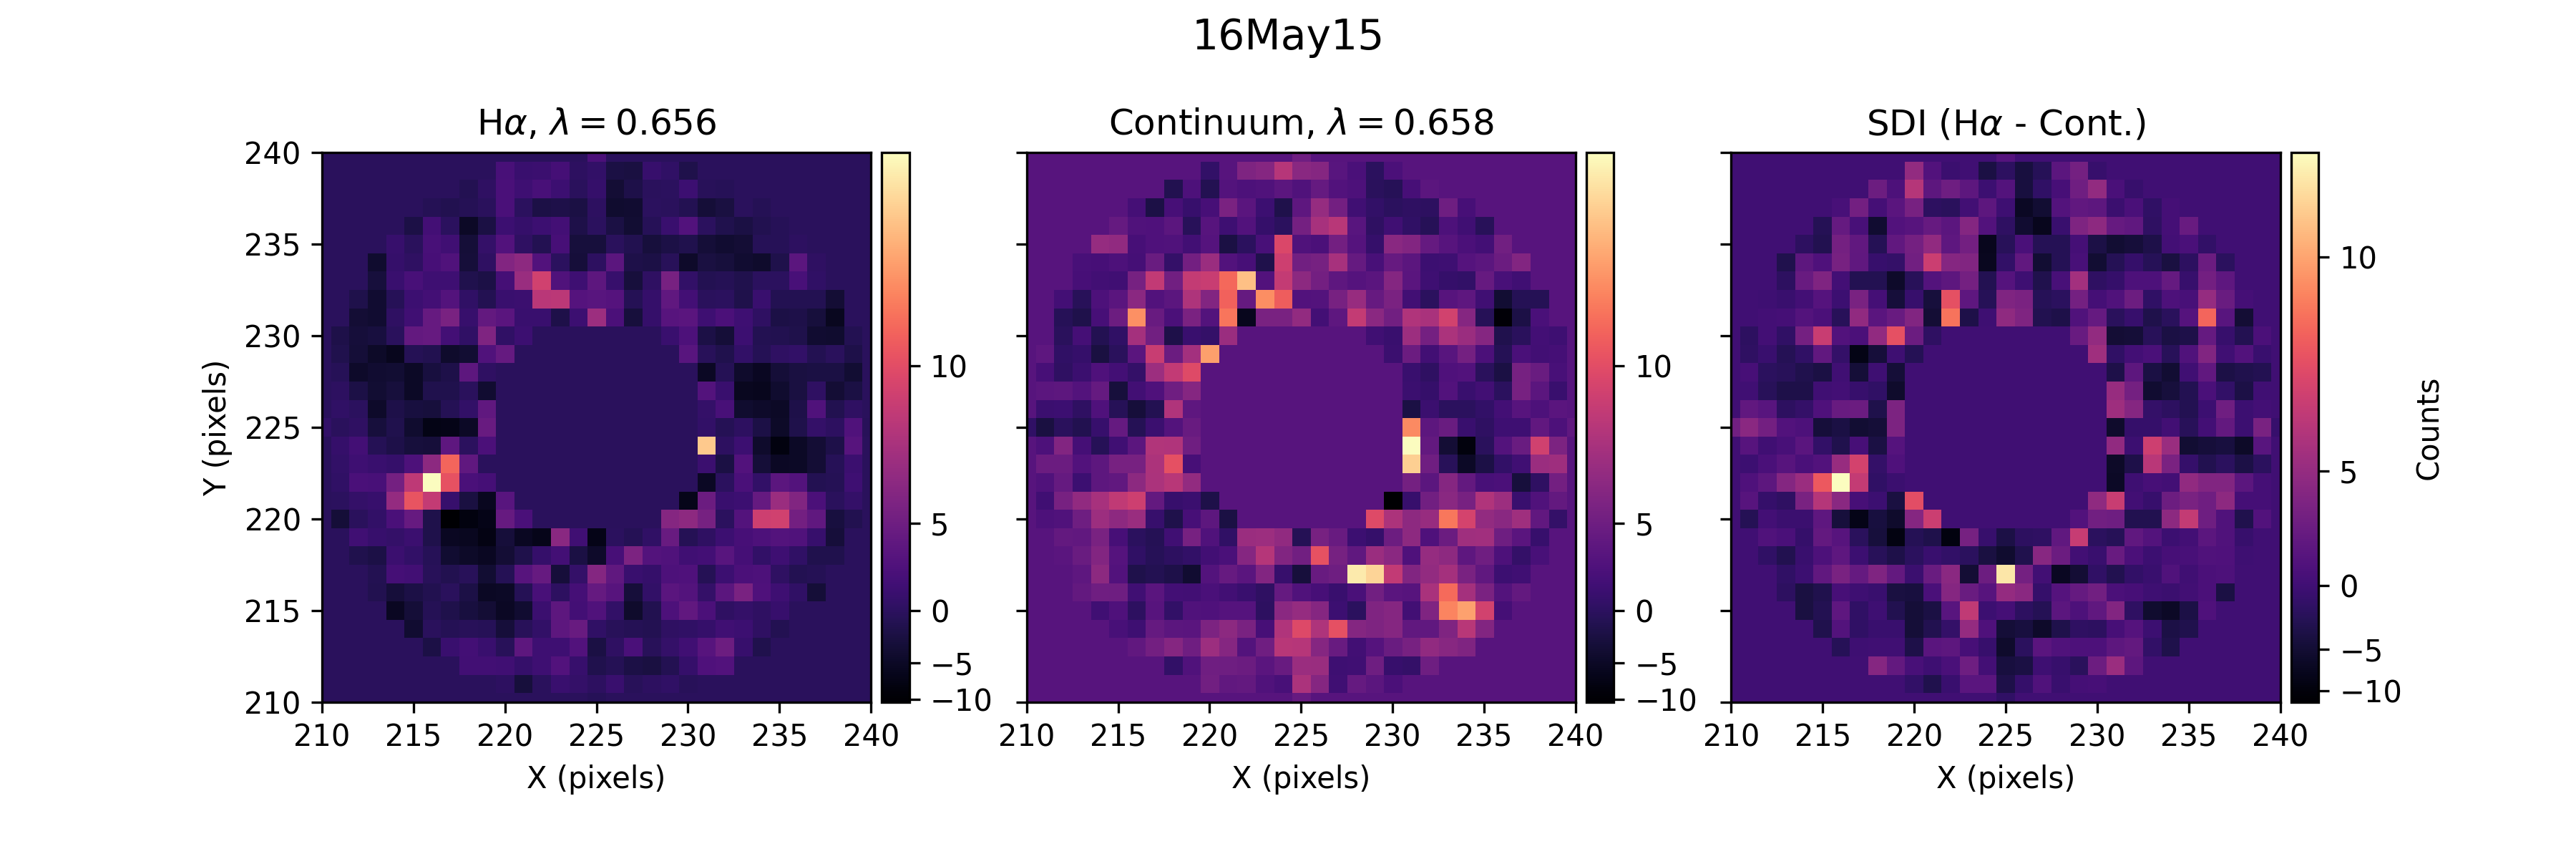 16May15
Hα, λ = 0.656
Continuum, λ = 0.658
SDI (Hα - Cont.)
240
235
230
225
220
215
210
Y (pixels)
210 215 220 225 230 235 240
X (pixels)
10
5
0
−5
−10
210 215 220 225 230 235 240
X (pixels)
10
5
0
−5
−10
210 215 220 225 230 235 240
X (pixels)
10
5
0
−5
−10
Counts